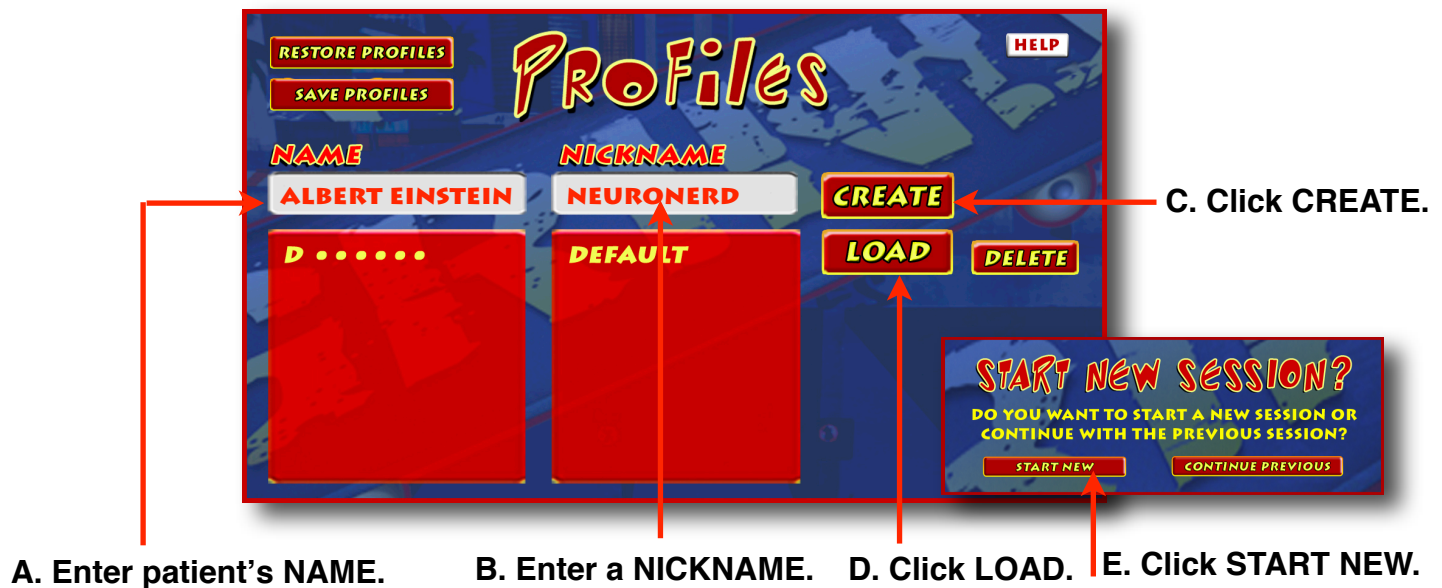 RESTORE PROFILES
SAVE PROFILES
PROFILES
HELP
NAME
NICKNAME
ALBERT EINSTEIN
NEURONERD
CREATE
C. Click CREATE.
D ••••••
DEFAULT
LOAD
DELETE
START NEW SESSION?
DO YOU WANT TO START A NEW SESSION OR
CONTINUE WITH THE PREVIOUS SESSION?
START NEW
CONTINUE PREVIOUS
A. Enter patient's NAME.
B. Enter a NICKNAME.
D. Click LOAD.
E. Click START NEW.